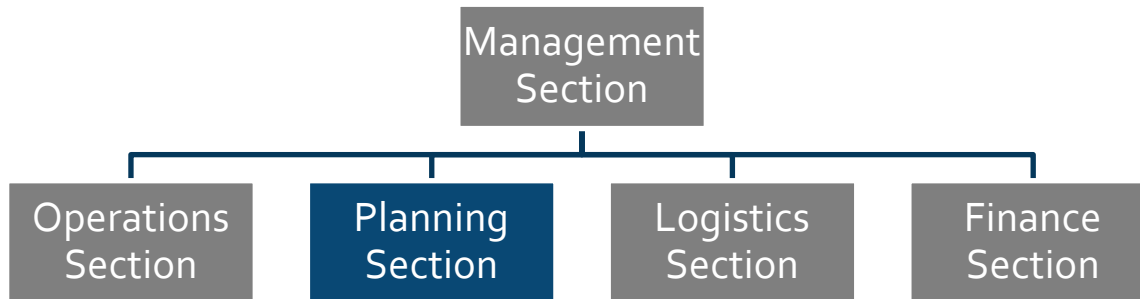 Management
Section
Operations
Section
Planning
Section
Logistics
Section
Finance
Section